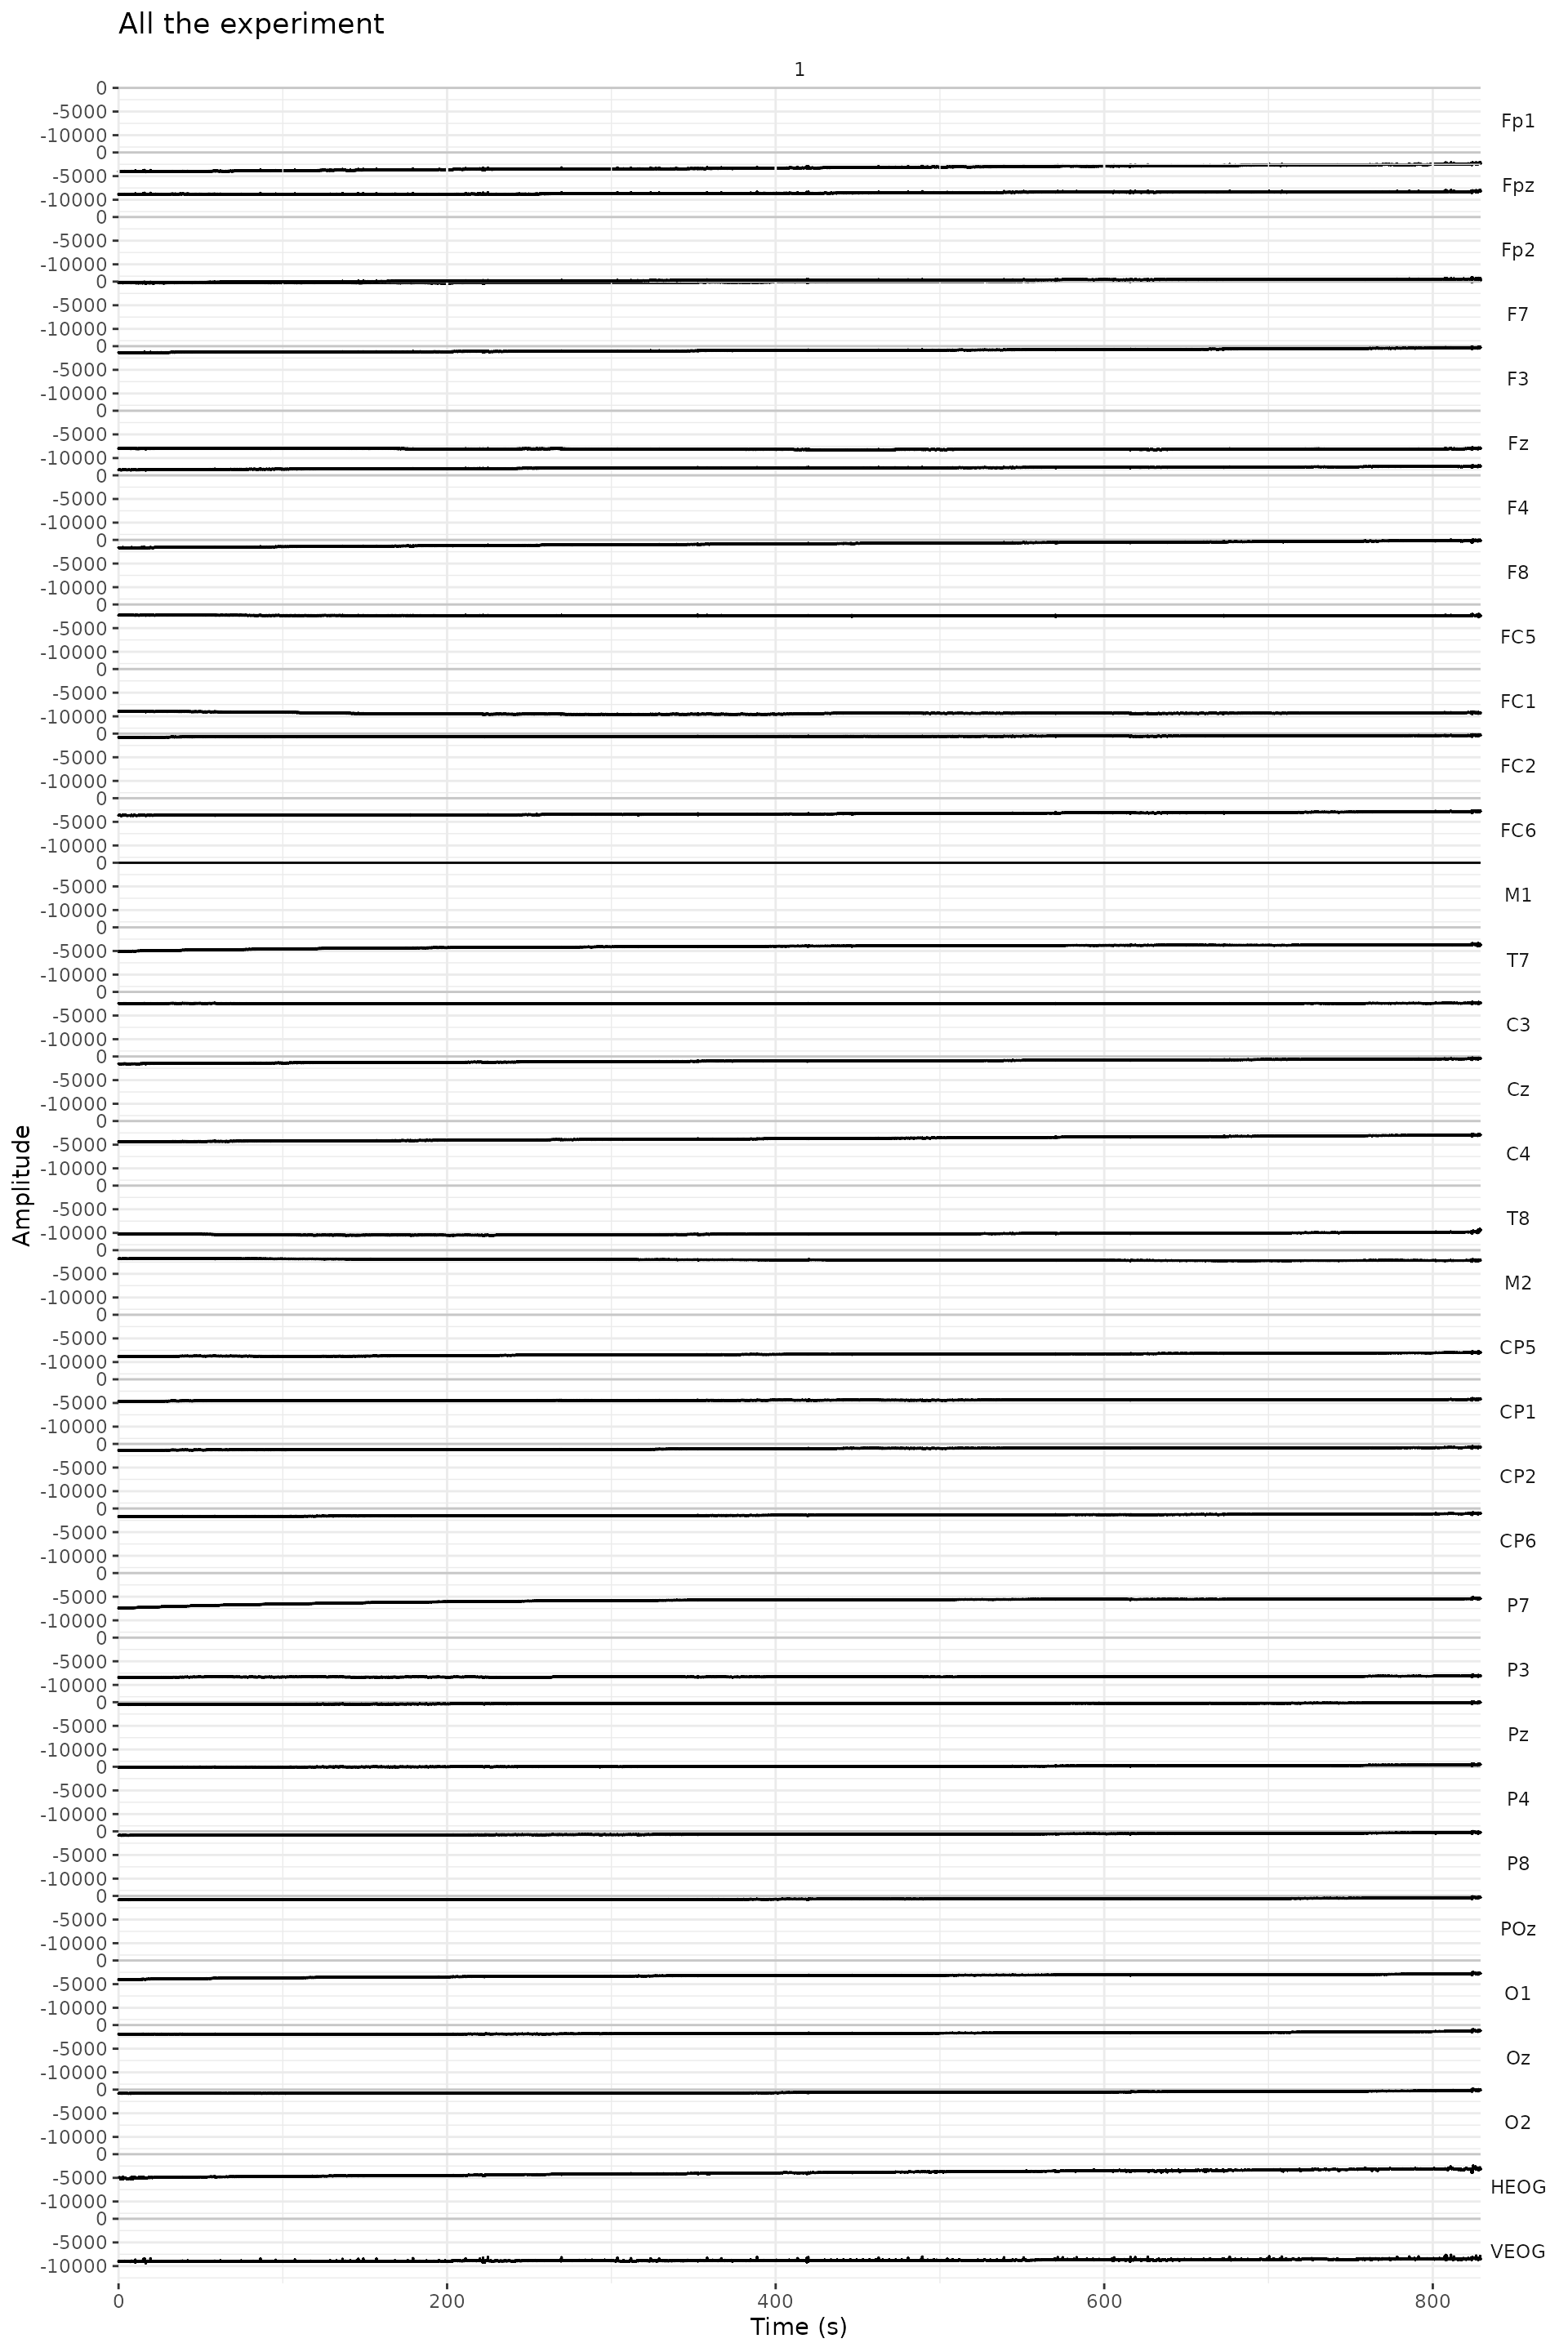 All the experiment
1
0
-5000
-10000
Fp1
0
-5000
-10000
Fpz
0
-5000
-10000
Fp2
0
-5000
-10000
F7
0
-5000
-10000
F3
0
-5000
-10000
Fz
0
-5000
-10000
F4
0
-5000
-10000
F8
0
-5000
-10000
FC5
0
-5000
-10000
FC1
0
-5000
-10000
FC2
0
-5000
-10000
FC6
0
-5000
-10000
M1
0
-5000
-10000
T7
0
-5000
-10000
C3
0
-5000
-10000
Cz
0
-5000
-10000
C4
0
-5000
-10000
T8
0
-5000
-10000
M2
0
-5000
-10000
CP5
0
-5000
-10000
CP1
0
-5000
-10000
CP2
0
-5000
-10000
CP6
0
-5000
-10000
P7
0
-5000
-10000
P3
0
-5000
-10000
Pz
0
-5000
-10000
P4
0
-5000
-10000
P8
0
-5000
-10000
POz
0
-5000
-10000
O1
0
-5000
-10000
Oz
0
-5000
-10000
O2
0
-5000
-10000
HEOG
0
-5000
-10000
VEOG
Amplitude
0 200 400 600 800
Time (s)